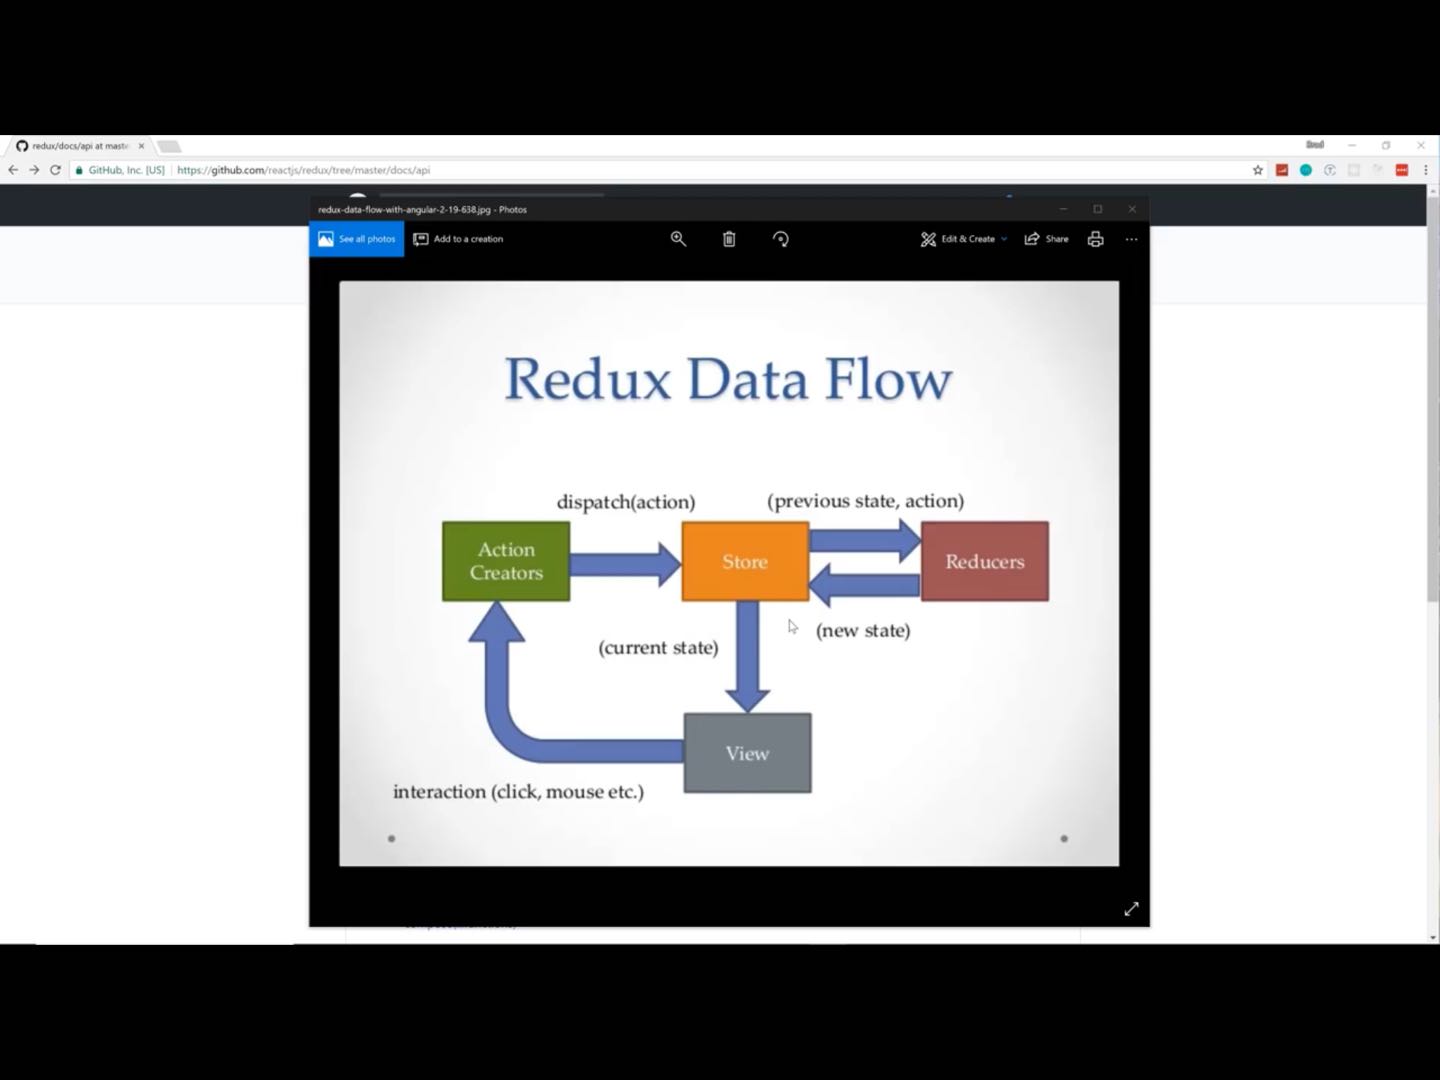 redux/docs/api at maste
GitHub, Inc. [US]
https://github.com/reactjs/redux/tree/master/docs/api
redux-data-flow-with-angular-2-19-638.jpg - Photos
See all photos
Add to a creation
Edit & Create
Share
Redux Data Flow
dispatch(action)
(previous state, action)
Action
Creators
Store
Reducers
(current state)
(new state)
View
interaction (click, mouse etc.)